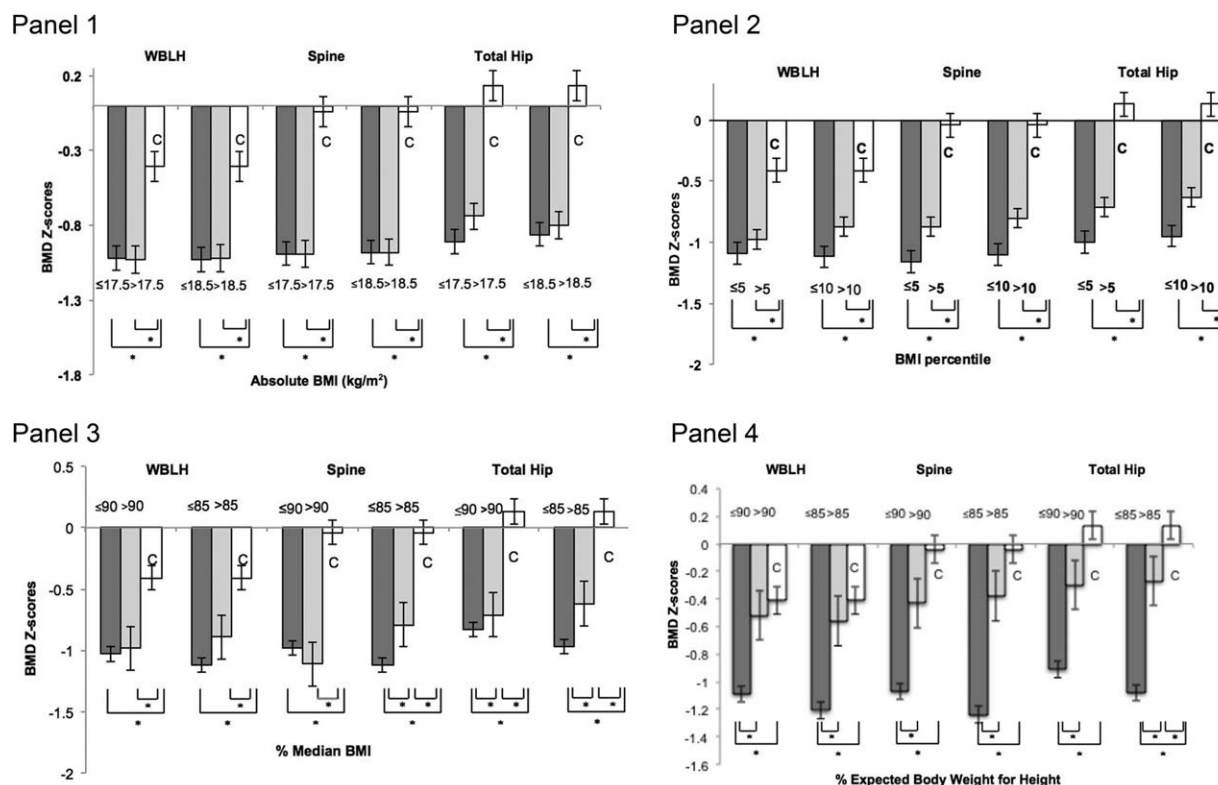 Panel 1
WBLH Spine Total Hip
0.2
-0.3
-0.8
-1.3
-1.8
BMD Z-scores
C C C C C C
≤17.5>17.5 ≤18.5>18.5 ≤17.5>17.5 ≤18.5>18.5 ≤17.5>17.5 ≤18.5>18.5
* * * * * *
* * * * * *
Absolute BMI (kg/m²)
Panel 2
WBLH Spine Total Hip
0.5
0
-0.5
-1
-1.5
-2
BMD Z-scores
C C C C C C
≤5 >5 ≤10 >10 ≤5 >5 ≤10 >10 ≤5 >5 ≤10 >10
* * * * * *
* * * * * *
BMI percentile
Panel 3
WBLH Spine Total Hip
0.5
0
-0.5
-1
-1.5
-2
BMD Z-scores
≤90 >90 ≤85 >85 ≤90 >90 ≤85 >85 ≤90 >90 ≤85 >85
C C C C C C
* * * * * * * * *
* * * * * *
% Median BMI
Panel 4
WBLH Spine Total Hip
0.4
0.2
0
-0.2
-0.4
-0.6
-0.8
-1
-1.2
-1.4
-1.6
BMD Z-scores
≤90 >90 ≤85 >85 ≤90 >90 ≤85 >85 ≤90 >90 ≤85 >85
C C C C C C
* * * * * * *
* * * * * *
% Expected Body Weight for Height